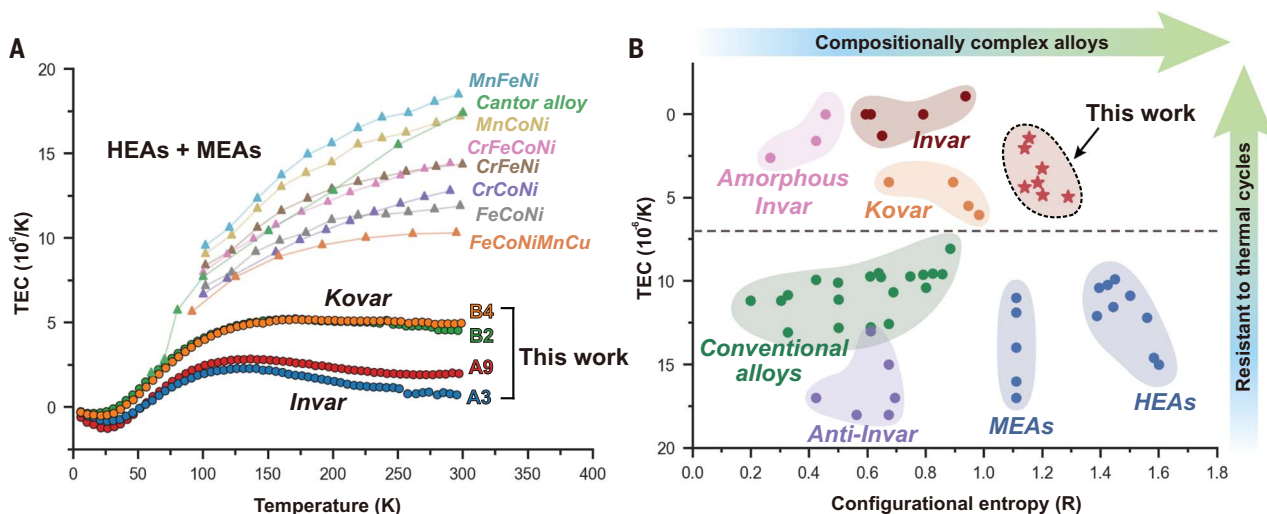 A
TEC (10⁻⁶/K)
20
15
10
5
0
0
50
100
150
200
250
300
350
400
Temperature (K)
HEAs + MEAs
MnFeNi
Cantor alloy
MnCoNi
CrFeCoNi
CrFeNi
CrCoNi
FeCoNi
FeCoNiMnCu
Kovar
B4
B2
This work
A9
Invar
A3
B
Compositionally complex alloys
TEC (10⁻⁶/K)
0
5
10
15
20
0.0
0.2
0.4
0.6
0.8
1.0
1.2
1.4
1.6
1.8
Configurational entropy (R)
This work
Invar
Amorphous
Invar
Kovar
Conventional
alloys
Anti-Invar
MEAs
HEAs
Resistant to thermal cycles